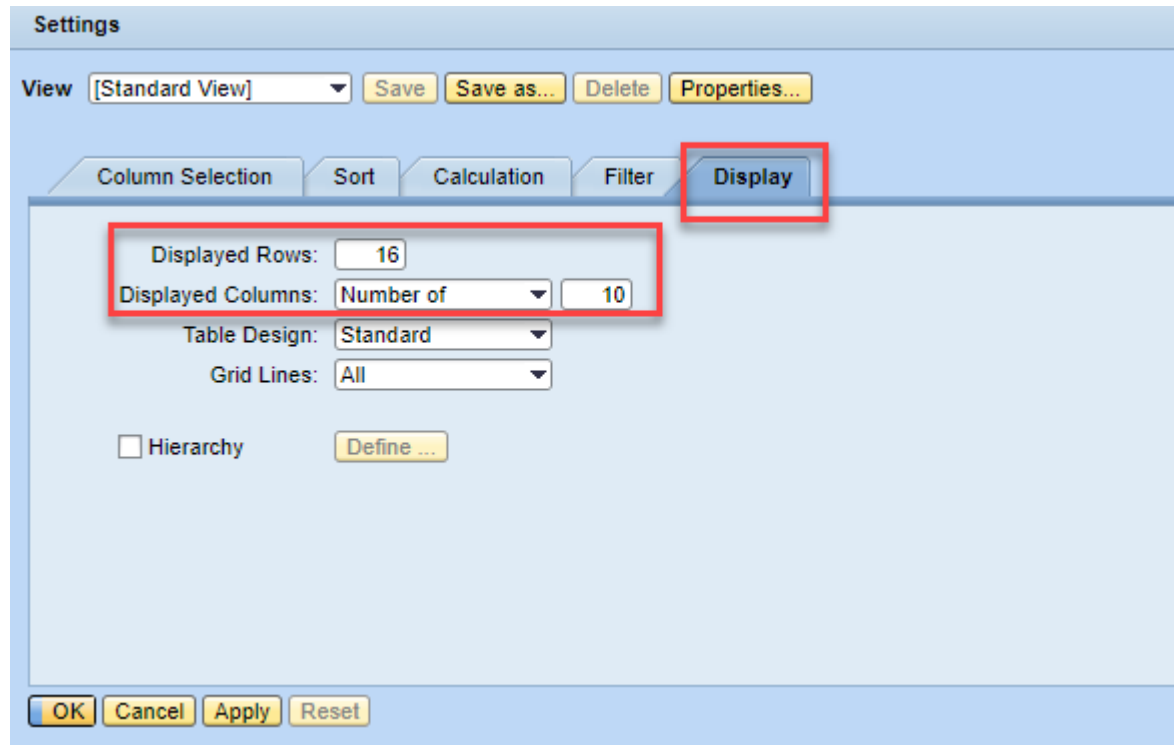 Settings
View [Standard View] Save Save as... Delete Properties...
Column Selection Sort Calculation Filter Display
Displayed Rows: 16
Displayed Columns: Number of 10
Table Design: Standard
Grid Lines: All
Hierarchy Define ...
OK Cancel Apply Reset